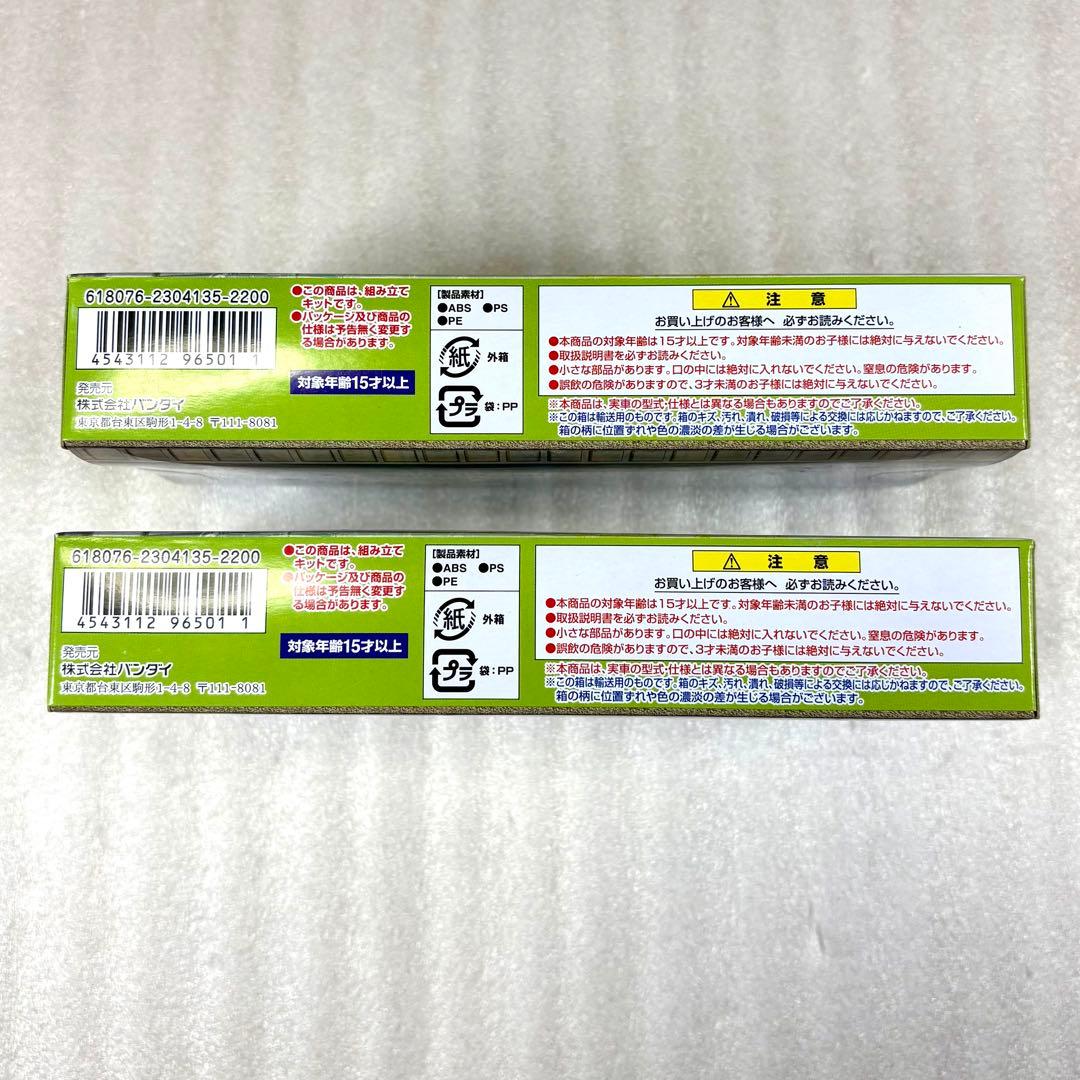 618076-2304135-2200
4543112 965011
発売元
株式会社バンダイ
東京都台東区駒形1-4-8 〒111-8081
●この商品は、組み立て
キットです。
●パッケージ及び商品の
仕様は予告無く変更す
る場合があります。
対象年齢15才以上
[製品素材]
●ABS ●PS
●PE
紙 外箱
プラ 袋:PP
⚠ 注意
お買い上げのお客様へ 必ずお読みください。
●本商品の対象年齢は15才以上です。対象年齢未満のお子様には絶対に与えないでください。
●取扱説明書を必ずお読みください。
●小さな部品があります。口の中には絶対に入れないでください。窒息の危険があります。
●誤飲の危険がありますので、3才未満のお子様には絶対に与えないでください。
※本商品は、実車の型式・仕様とは異なる場合もありますのでご了承ください。
※この箱は輸送用のものです。箱のキズ、汚れ、潰れ、破損等による交換には応じかねますので、ご了承ください。
箱の柄に位置ずれや色の濃淡の差が生じる場合がございます。
618076-2304135-2200
4543112 965011
発売元
株式会社バンダイ
東京都台東区駒形1-4-8 〒111-8081
●この商品は、組み立て
キットです。
●パッケージ及び商品の
仕様は予告無く変更す
る場合があります。
対象年齢15才以上
[製品素材]
●ABS ●PS
●PE
紙 外箱
プラ 袋:PP
⚠ 注意
お買い上げのお客様へ 必ずお読みください。
●本商品の対象年齢は15才以上です。対象年齢未満のお子様には絶対に与えないでください。
●取扱説明書を必ずお読みください。
●小さな部品があります。口の中には絶対に入れないでください。窒息の危険があります。
●誤飲の危険がありますので、3才未満のお子様には絶対に与えないでください。
※本商品は、実車の型式・仕様とは異なる場合もありますのでご了承ください。
※この箱は輸送用のものです。箱のキズ、汚れ、潰れ、破損等による交換には応じかねますので、ご了承ください。
箱の柄に位置ずれや色の濃淡の差が生じる場合がございます。